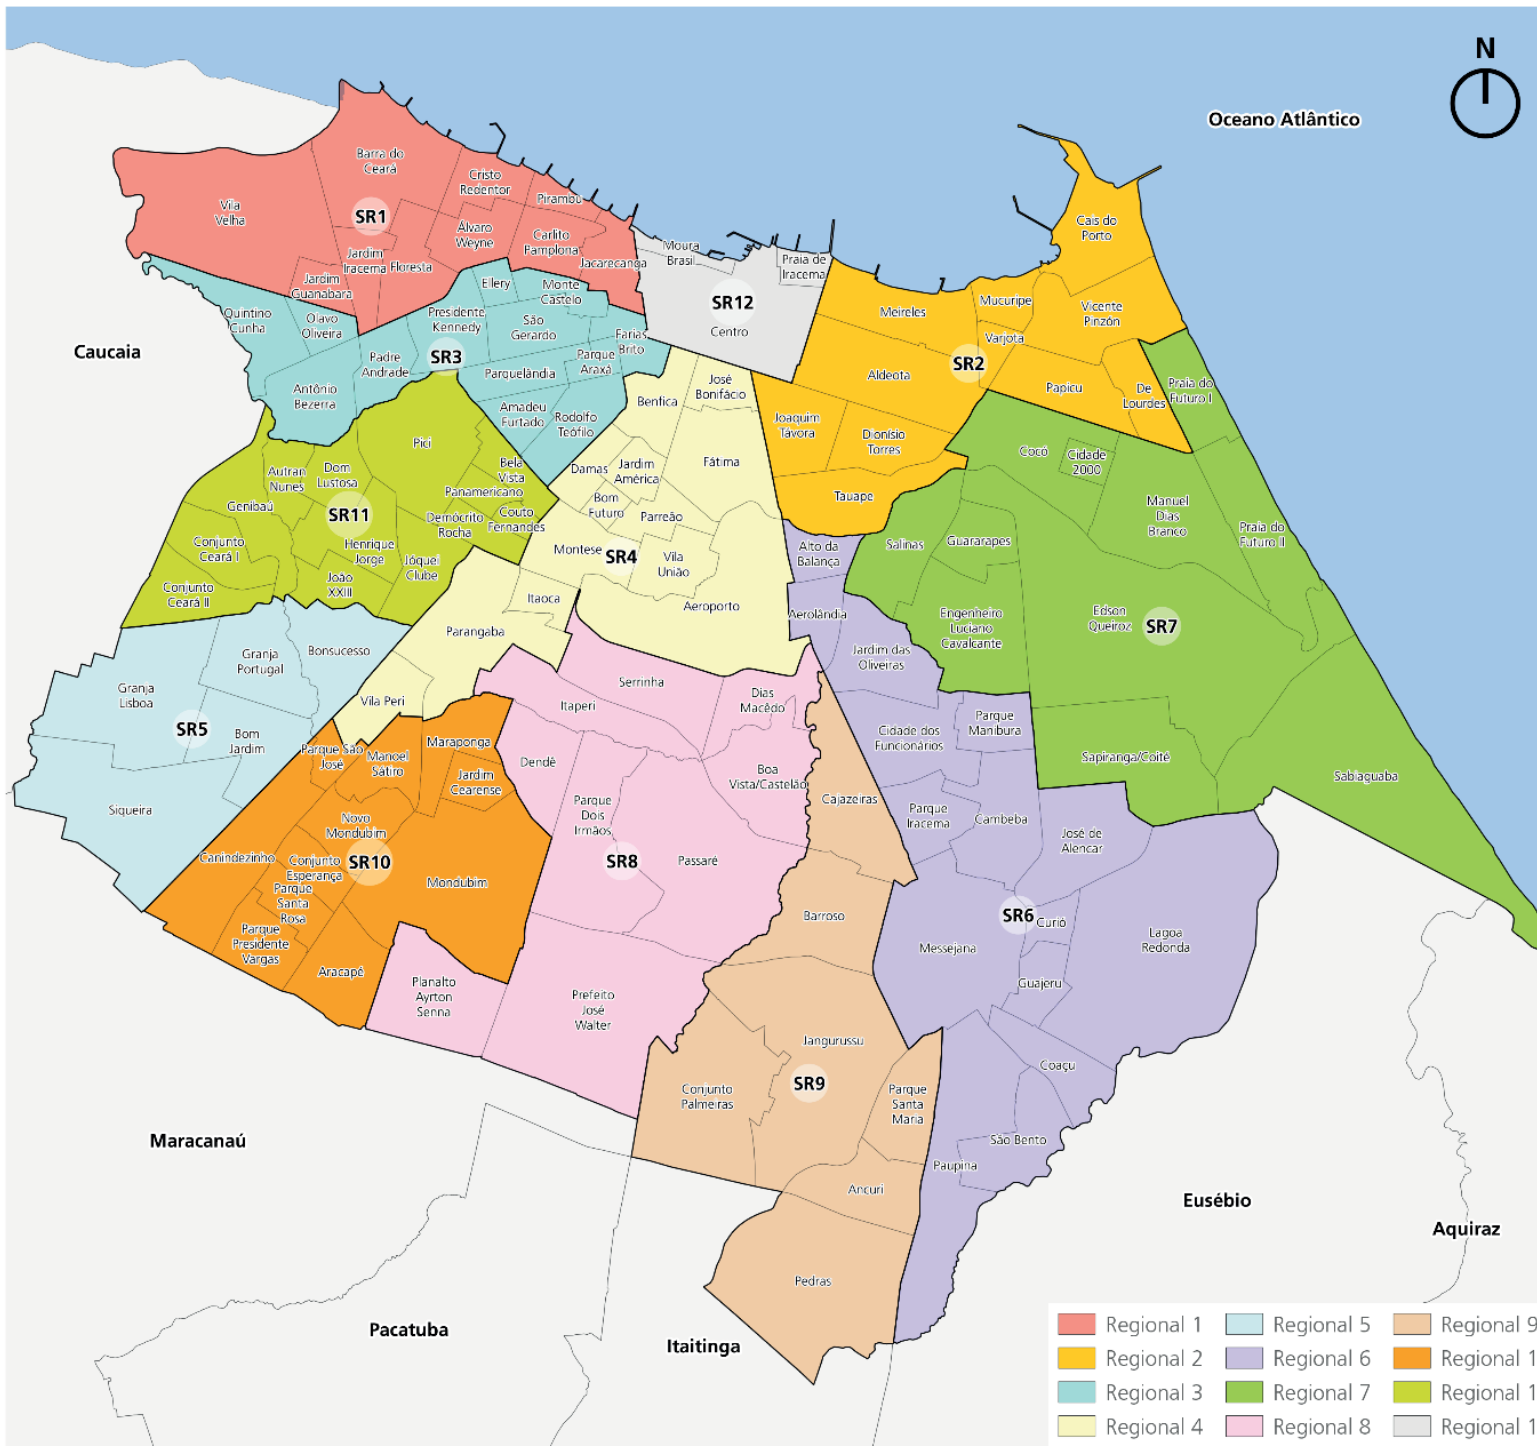 N
Oceano Atlântico
Barra do
Ceará
Cristo
Redentor
Pirambu
Vila
Velha
SR1
Álvaro
Weyne
Carlito
Pamplona
Jardim
Iracema
Floresta
Jacarecanga
Jardim
Guanabara
Moura
Brasil
Praia de
Iracema
SR12
Centro
Cais do
Porto
Mucuripe
Vicente
Pinzón
Meireles
Varjota
SR2
Aldeota
Papicu
De
Lourdes
Joaquim
Távora
Dionísio
Torres
Tauape
Caucaia
Quintino
Cunha
Olavo
Oliveira
Ellery
Monte
Castelo
Presidente
Kennedy
São
Gerardo
Farias
Brito
SR3
Padre
Andrade
Parquelândia
Parque
Araxá
Antônio
Bezerra
Amadeu
Furtado
Rodolfo
Teófilo
José
Bonifácio
Benfica
Damas
Jardim
América
Fátima
Bom
Futuro
Parreão
Montese
SR4
Vila
União
Aeroporto
Itaoca
Parangaba
Vila Peri
Pici
Autran
Nunes
Dom
Lustosa
Bela
Vista
Panamericano
Genibaú
SR11
Demócrito
Rocha
Couto
Fernandes
Conjunto
Ceará I
Henrique
Jorge
Jóquei
Clube
João
XXIII
Conjunto
Ceará II
Praia do
Futuro I
Cocó
Cidade
2000
Manuel
Dias
Branco
Praia do
Futuro II
Salinas
Guararapes
Engenheiro
Luciano
Cavalcante
Edson
Queiroz
SR7
Sapiranga/Coité
Sabiaguaba
Alto da
Balança
Aerolândia
Jardim das
Oliveiras
Cidade dos
Funcionários
Parque
Manibura
Parque
Iracema
Cambeba
José de
Alencar
SR6
Curió
Messejana
Lagoa
Redonda
Guajeru
Coaçu
São Bento
Paupina
Granja
Portugal
Bonsucesso
Granja
Lisboa
SR5
Bom
Jardim
Siqueira
Parque São
José
Manoel
Sátiro
Maraponga
Jardim
Cearense
Novo
Mondubim
Canindezinho
Conjunto
Esperança
SR10
Mondubim
Parque
Santa
Rosa
Parque
Presidente
Vargas
Aracapé
Serrinha
Itaperi
Dias
Macêdo
Dendê
Boa
Vista/Castelão
Parque
Dois
Irmãos
SR8
Passaré
Planalto
Ayrton
Senna
Prefeito
José
Walter
Cajazeiras
Barroso
Jangurussu
SR9
Conjunto
Palmeiras
Parque
Santa
Maria
Ancuri
Pedras
Maracanaú
Pacatuba
Itaitinga
Eusébio
Aquiraz
Regional 1
Regional 5
Regional 9
Regional 2
Regional 6
Regional 1
Regional 3
Regional 7
Regional 1
Regional 4
Regional 8
Regional 1